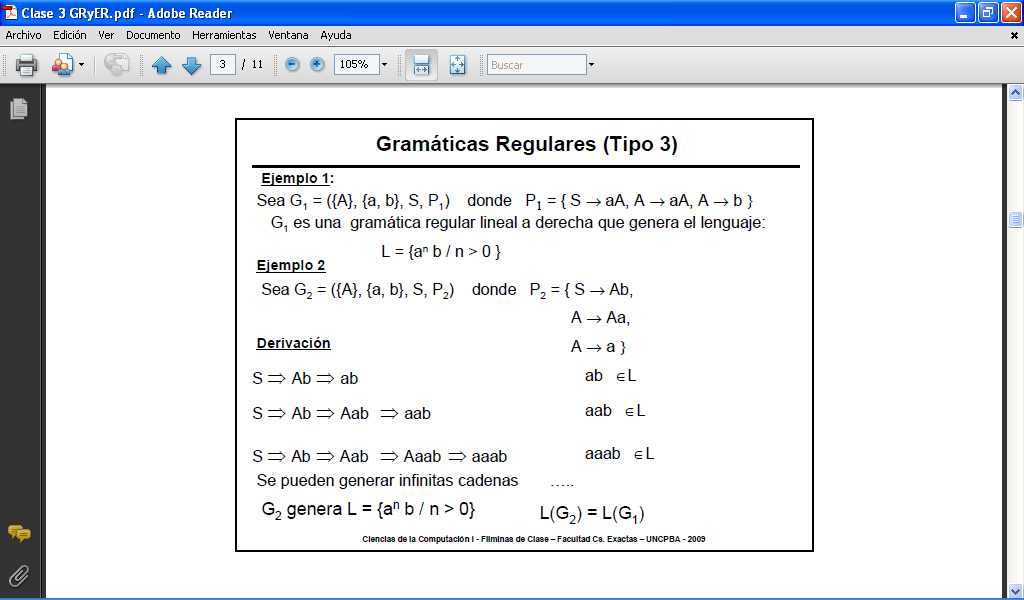 Clase 3 GRyER.pdf - Adobe Reader
Archivo Edición Ver Documento Herramientas Ventana Ayuda
3 / 11 105% Buscar
Gramáticas Regulares (Tipo 3)
Ejemplo 1:
Sea G₁ = ({A}, {a, b}, S, P₁) donde P₁ = { S → aA, A → aA, A → b }
G₁ es una gramática regular lineal a derecha que genera el lenguaje:
L = {aⁿ b / n > 0 }
Ejemplo 2
Sea G₂ = ({A}, {a, b}, S, P₂) donde P₂ = { S → Ab,
A → Aa,
A → a }
Derivación
S ⇒ Ab ⇒ ab ab ∈L
S ⇒ Ab ⇒ Aab ⇒ aab aab ∈L
S ⇒ Ab ⇒ Aab ⇒ Aaab ⇒ aaab aaab ∈L
Se pueden generar infinitas cadenas .....
G₂ genera L = {aⁿ b / n > 0} L(G₂) = L(G₁)
Ciencias de la Computación I - Filminas de Clase – Facultad Cs. Exactas – UNCPBA - 2009